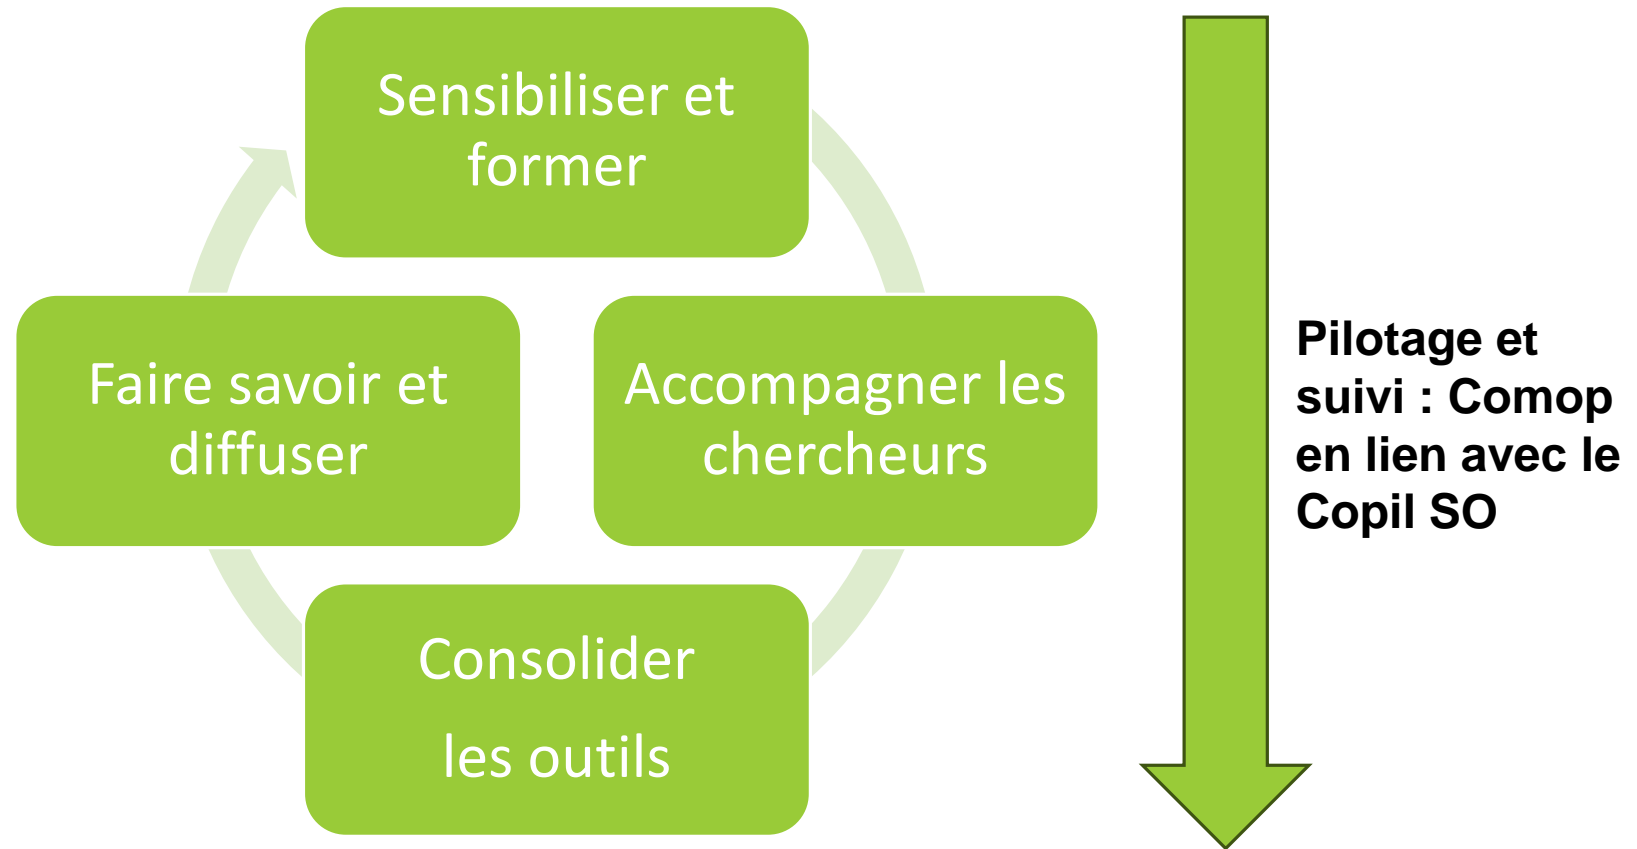 Sensibiliser et
former
Faire savoir et
diffuser
Accompagner les
chercheurs
Consolider
les outils
Pilotage et
suivi : Comop
en lien avec le
Copil SO